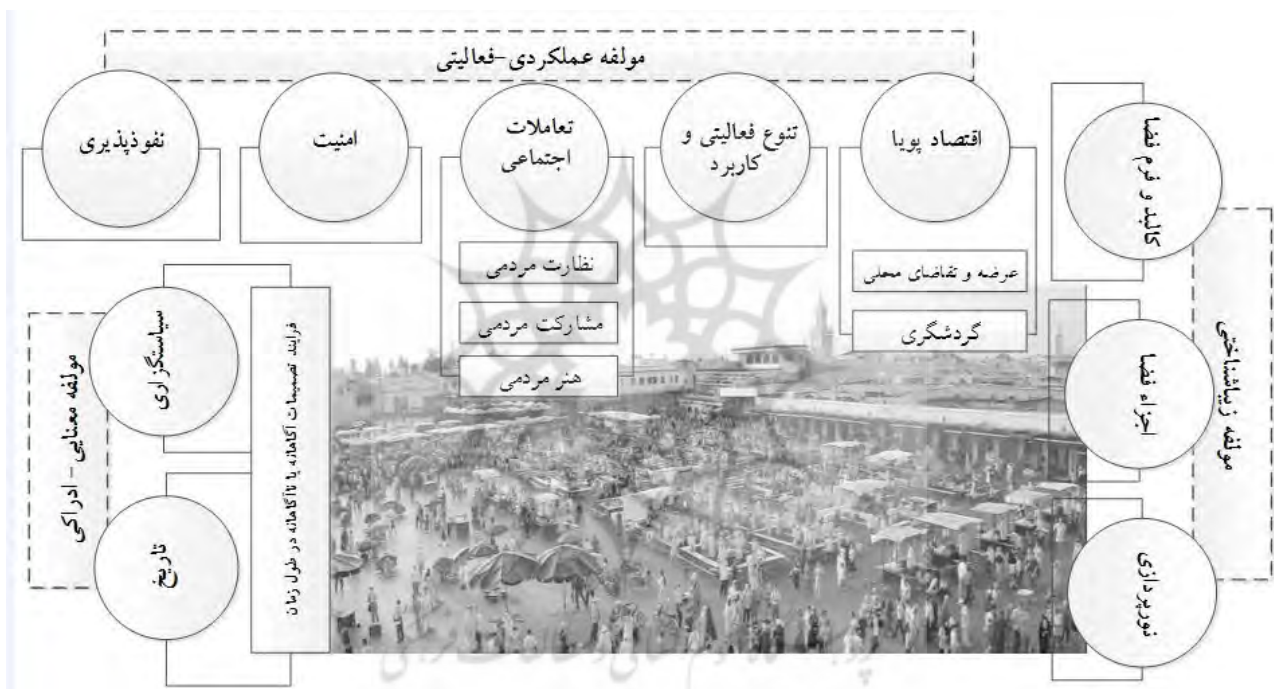 مولفه عملکردی-فعالیتی
اقتصاد پویا
تنوع فعالیتی و
کاربرد
تعاملات
اجتماعی
امنیت
نفوذپذیری
عرضه و تقاضای محلی
گردشگری
نظارت مردمی
مشارکت مردمی
هنر مردمی
مولفه زیباشناختی
کالبد و فرم فضا
اجزاء فضا
نورپردازی
فرایند تصمیمات آگاهانه یا ناآگاهانه در طول زمان
سیاستگزاری
تاریخ
مولفه معنایی - ادراکی